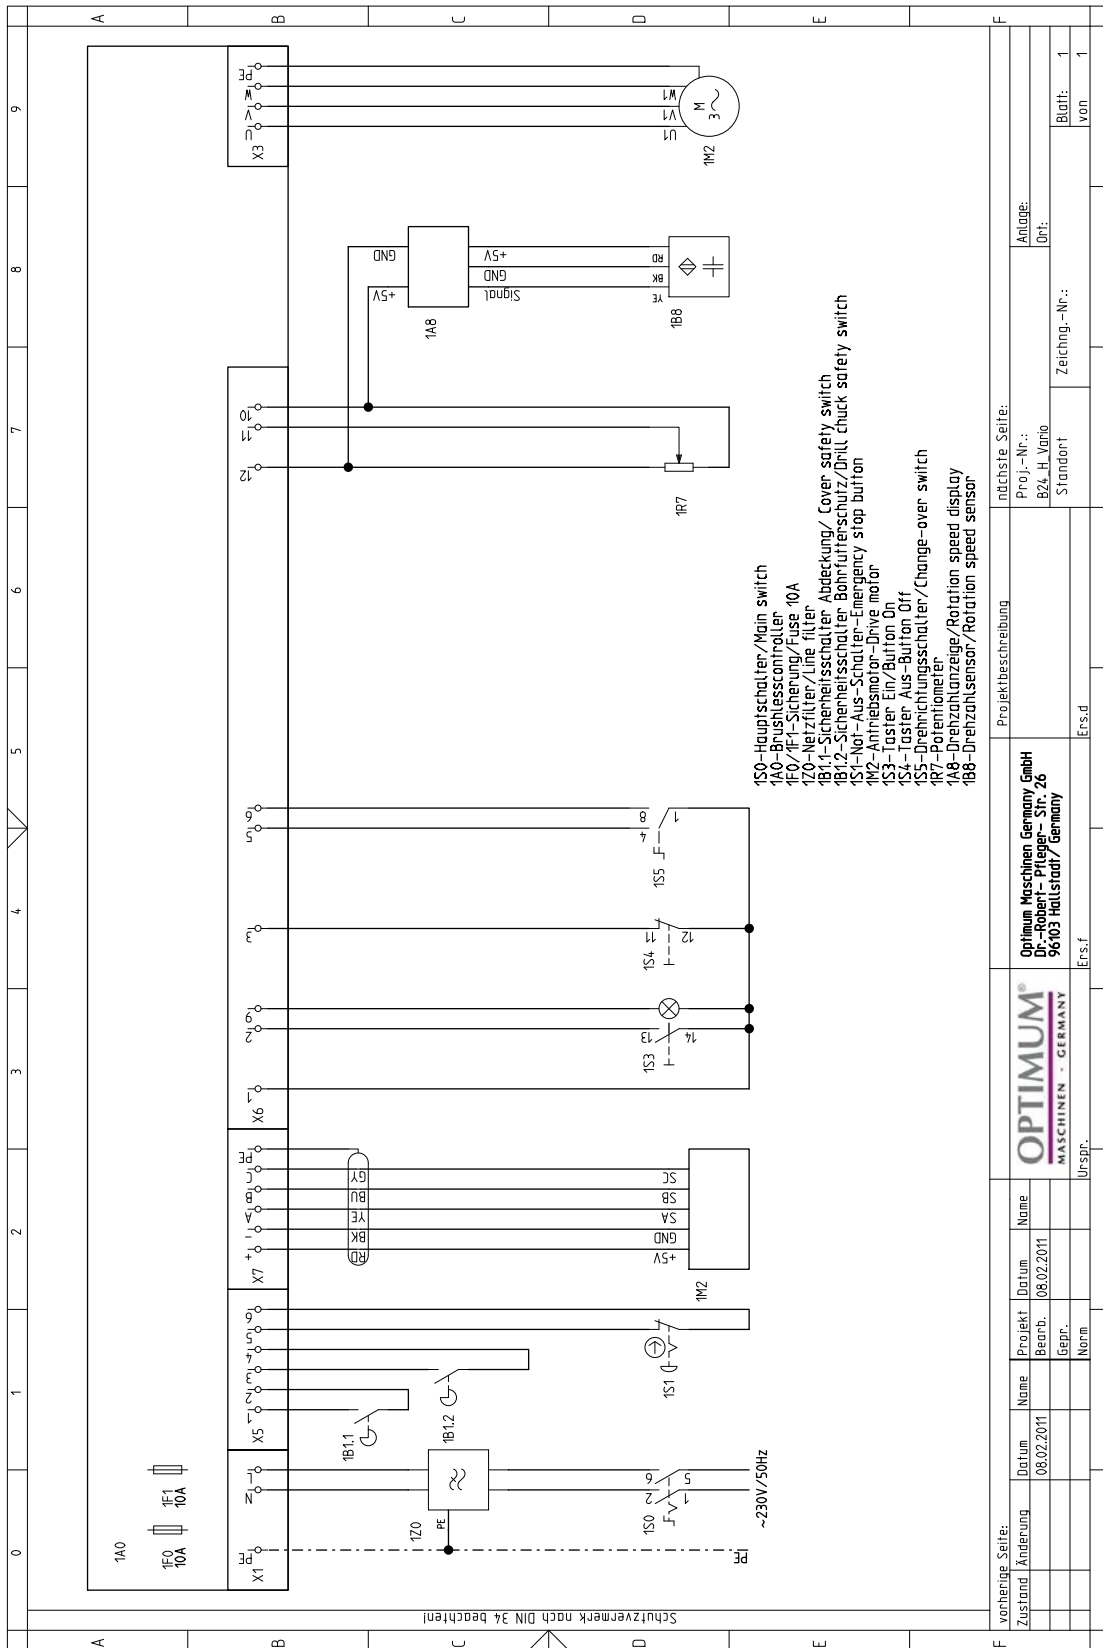 0 1 2 3 4 5 6 7 8 9
A A
B B
C C
D D
E E
F F
Schutzvermerk nach DIN 34 beachten!
1A0
1F0
10A
1F1
10A
X1
PE N L
X5
1 2 3 4 5 6
X7
+ - A B C PE
X6
1 2 9 3 5 6 12 11 10
X3
U V W PE
1B1.1
1B1.2
RD BK YE BU GY
1Z0
PE
1A8
+5V GND
Signal GND +5V
1S0
2 6
1 5
PE
~230V/50Hz
1S1
1M2
+5V GND SA SB SC
1S3
13
14
1S4
11
12
1S5
4 8
1
1R7
1B8
YE BK RD
1M2
U1 V1 W1
M
3~
1S0-Hauptschalter/Main switch
1A0-Brushlesscontroller
1F0/1F1-Sicherung/Fuse 10A
1Z0-Netzfilter/Line filter
1B1.1-Sicherheitsschalter Abdeckung/ Cover safety switch
1B1.2-Sicherheitsschalter Bohrfutterschutz/Drill chuck safety switch
1S1-Not-Aus-Schalter-Emergency stop button
1M2-Antriebsmotor-Drive motor
1S3-Taster Ein/Button On
1S4-Taster Aus-Button Off
1S5-Drehrichtungsschalter/Change-over switch
1R7-Potentiometer
1A8-Drehzahlanzeige/Rotation speed display
1B8-Drehzahlsensor/Rotation speed sensor
vorherige Seite:
Projektbeschreibung
nächste Seite:
Zustand Änderung Datum Name
08.02.2011
Projekt Datum Name
Bearb. 08.02.2011
Gepr.
Norm
Urspr.
Ers.f
Ers.d
OPTIMUM®
MASCHINEN - GERMANY
Optimum Maschinen Germany GmbH
Dr.-Robert- Pfleger- Str. 26
96103 Hallstadt/ Germany
Proj.-Nr.:
B24_H_Vario
Standort
Anlage:
Ort:
Zeichng.-Nr.:
Blatt: 1
von 1